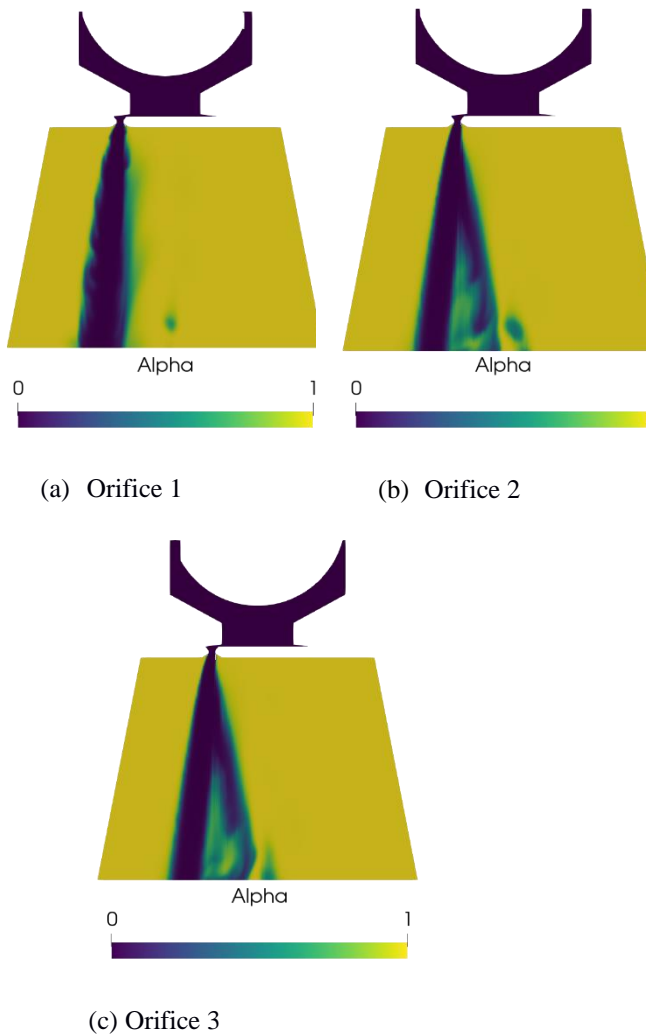 Alpha
0 1
(a) Orifice 1
Alpha
0
(b) Orifice 2
Alpha
0 1
(c) Orifice 3